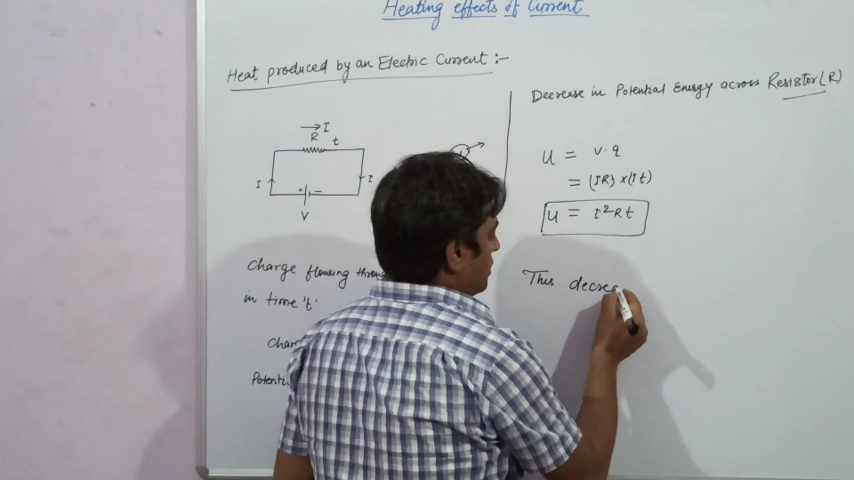 Heating effects of Current
Heat produced by an Electric Current :-
I
R
t
I
I
+ -
V
Charge flowing
in time 't'
Decrease in Potential Energy across Resistor (R)
U = V.q
= (IR) x (It)
U = I²Rt
This decrea